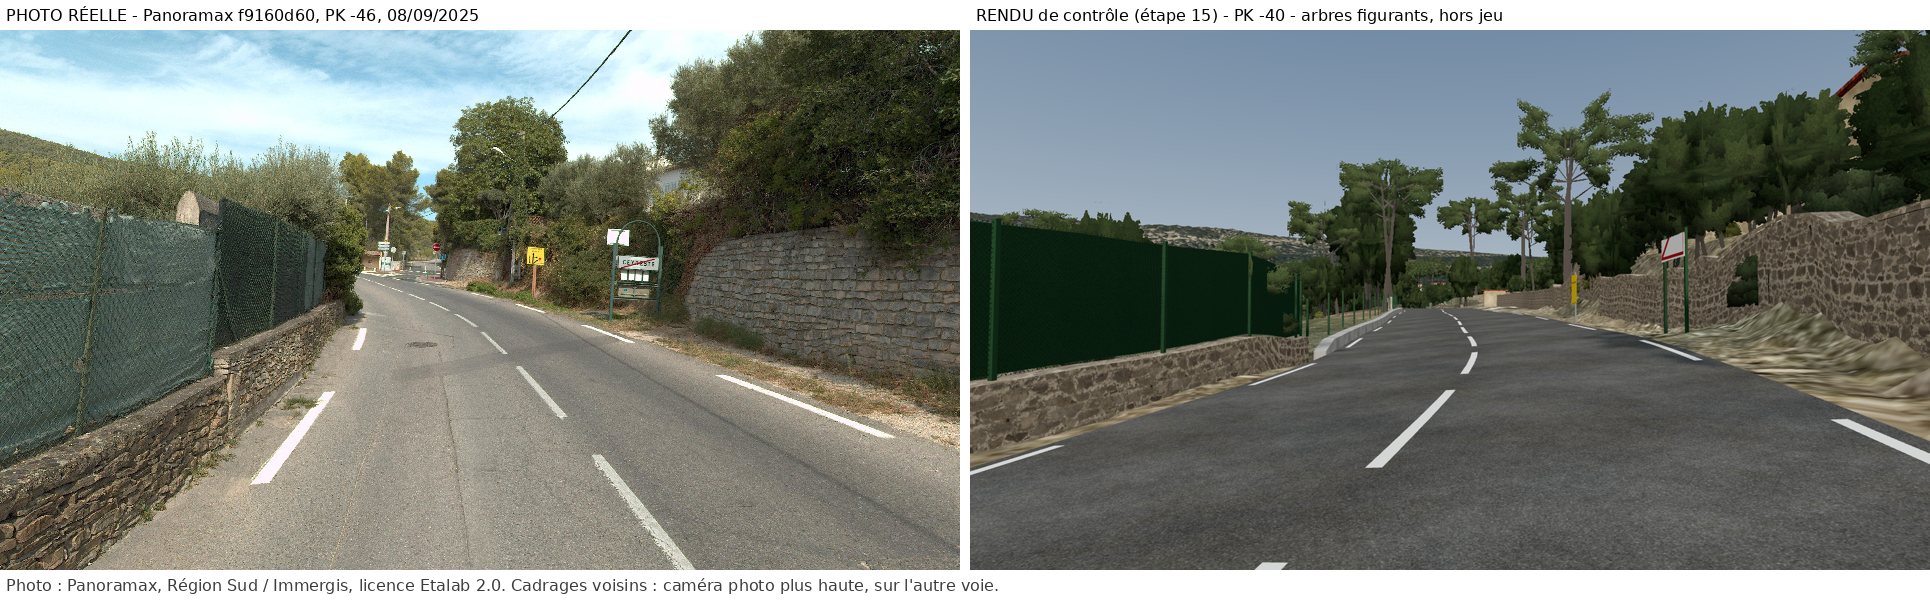 PHOTO RÉELLE - Panoramax f9160d60, PK -46, 08/09/2025
RENDU de contrôle (étape 15) - PK -40 - arbres figurants, hors jeu
CEYRESTE
Photo : Panoramax, Région Sud / Immergis, licence Etalab 2.0. Cadrages voisins : caméra photo plus haute, sur l'autre voie.